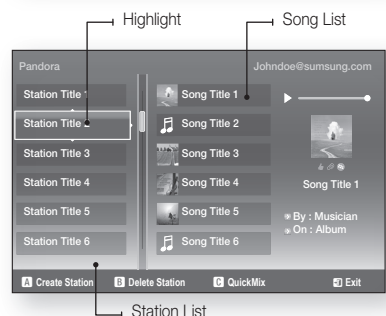 Highlight
Song List
Pandora
Johndoe@sumsung.com
Station Title 1
Station Title 2
Station Title 3
Station Title 4
Station Title 5
Station Title 6
Song Title 1
Song Title 2
Song Title 3
Song Title 4
Song Title 5
Song Title 6
Song Title 1
By : Musician
On : Album
A Create Station
B Delete Station
C QuickMix
Exit
Station List